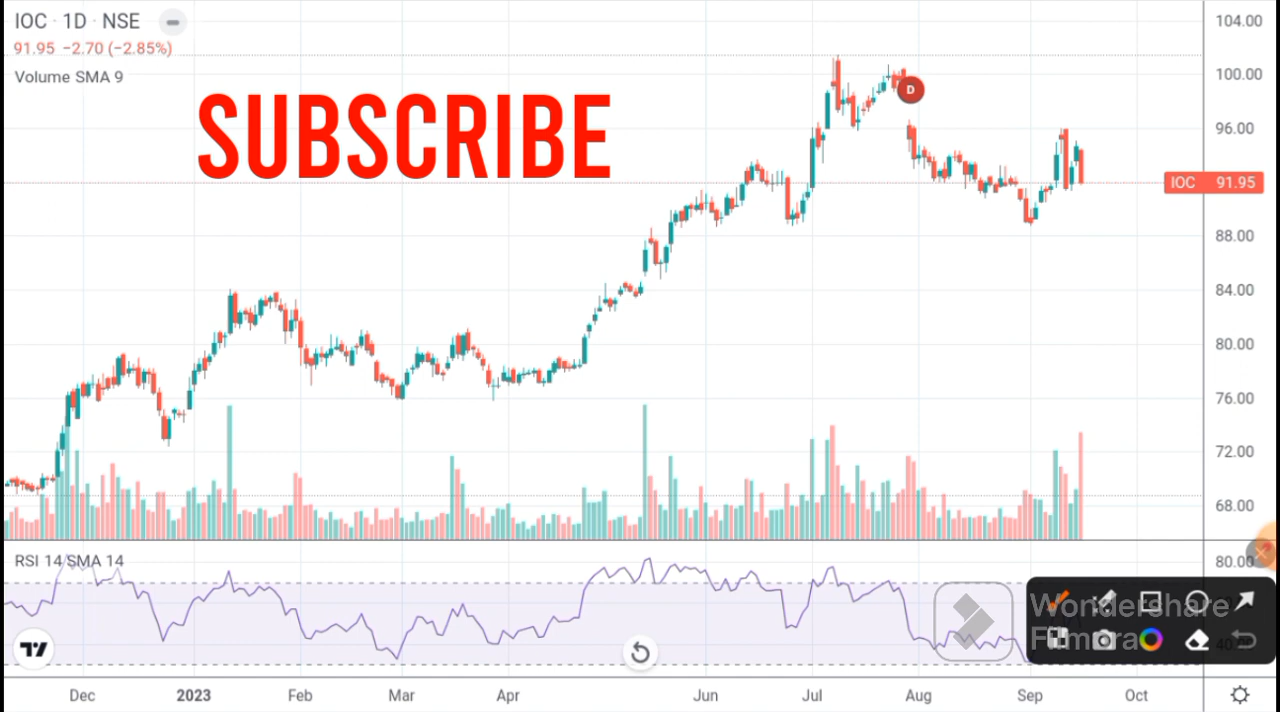 IOC · 1D · NSE
91.95 −2.70 (−2.85%)
Volume SMA 9
SUBSCRIBE
D
104.00
100.00
96.00
IOC 91.95
88.00
84.00
80.00
76.00
72.00
68.00
RSI 14 SMA 14
80.00
40.00
Wondershare
Filmora
Dec 2023 Feb Mar Apr Jun Jul Aug Sep Oct